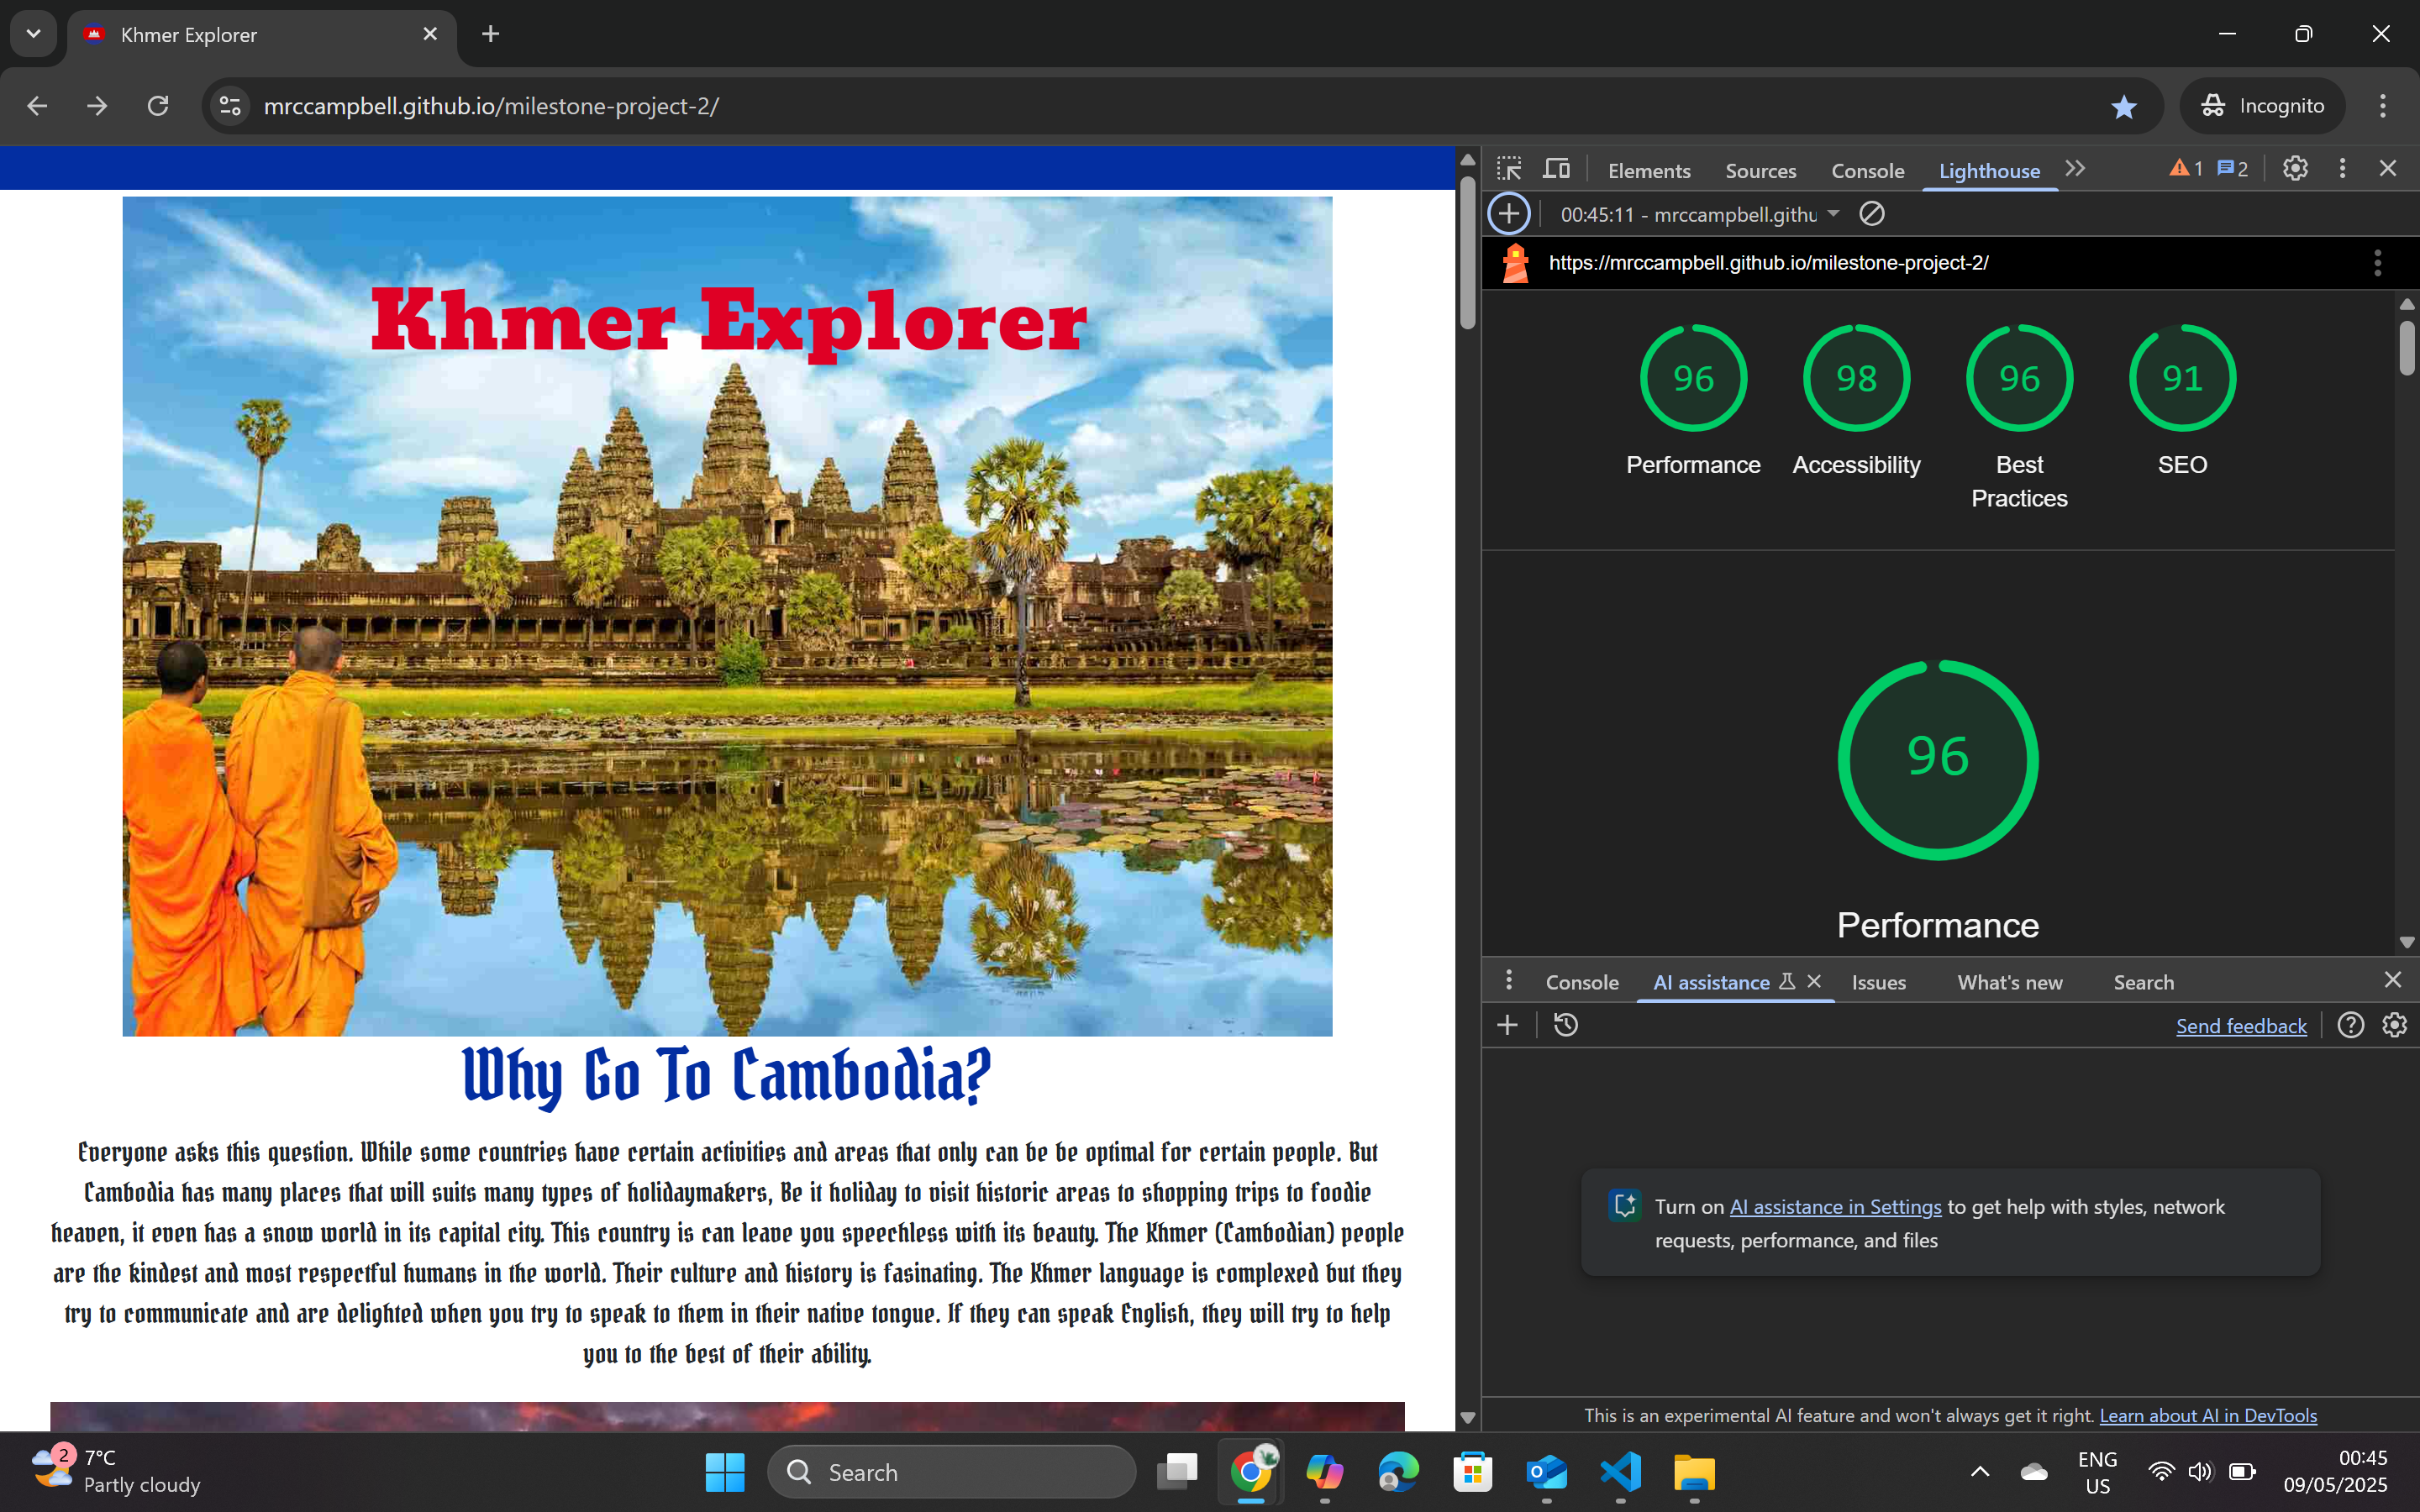 Khmer Explorer
mrccampbell.github.io/milestone-project-2/
Incognito
Elements Sources Console Lighthouse 1 2
00:45:11 - mrccampbell.githu
https://mrccampbell.github.io/milestone-project-2/
96 98 96 91
Performance Accessibility Best Practices SEO
96
Performance
Console AI assistance Issues What's new Search
Send feedback
Turn on AI assistance in Settings to get help with styles, network
requests, performance, and files
This is an experimental AI feature and won't always get it right. Learn about AI in DevTools
Khmer Explorer
Why Go To Cambodia?
Everyone asks this question. While some countries have certain activities and areas that only can be be optimal for certain people. But
Cambodia has many places that will suits many types of holidaymakers, Be it holiday to visit historic areas to shopping trips to foodie
heaven, it even has a snow world in its capital city. This country is can leave you speechless with its beauty. The Khmer (Cambodian) people
are the kindest and most respectful humans in the world. Their culture and history is fasinating. The Khmer language is complexed but they
try to communicate and are delighted when you try to speak to them in their native tongue. If they can speak English, they will try to help
you to the best of their ability.
2
7°C
Partly cloudy
Search
ENG
US
00:45
09/05/2025